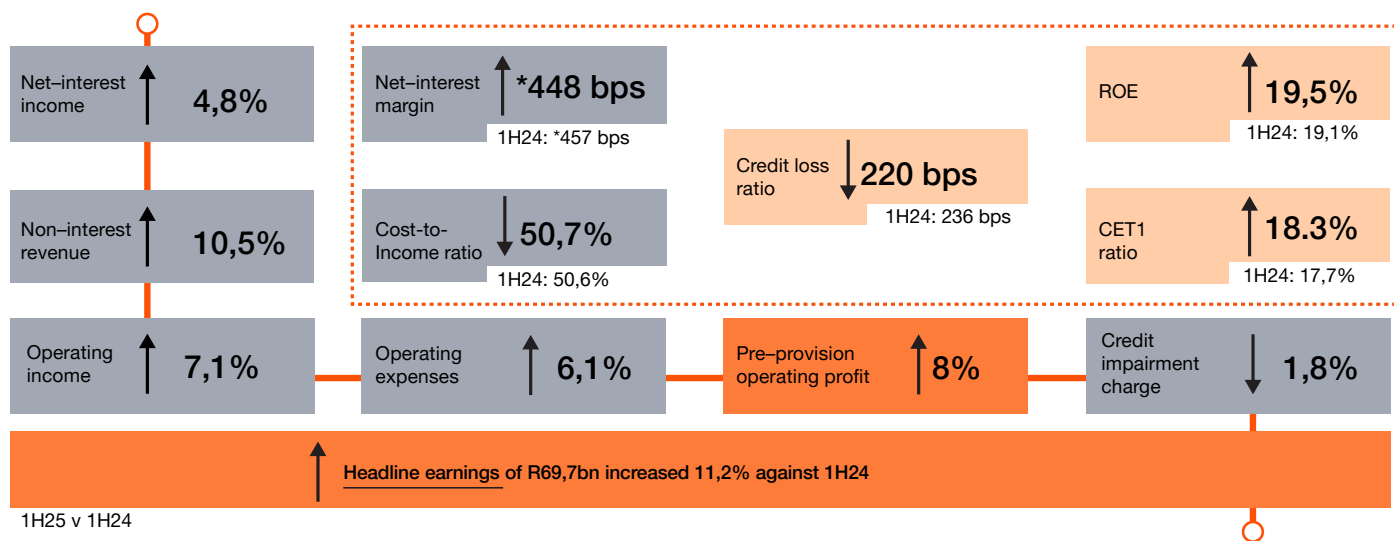 Net–interest
income
4,8%
Net–interest
margin
*448 bps
1H24: *457 bps
ROE
19,5%
1H24: 19,1%
Credit loss
ratio
220 bps
1H24: 236 bps
Non–interest
revenue
10,5%
Cost-to-
Income ratio
50,7%
1H24: 50,6%
CET1
ratio
18.3%
1H24: 17,7%
Operating
income
7,1%
Operating
expenses
6,1%
Pre–provision
operating profit
8%
Credit
impairment
charge
1,8%
Headline earnings of R69,7bn increased 11,2% against 1H24
1H25 v 1H24